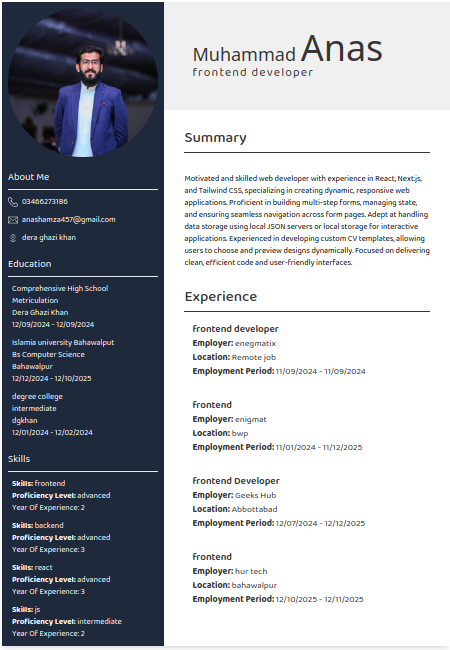 Muhammad Anas
frontend developer
About Me
03466273186
anashamza457@gmail.com
dera ghazi khan
Education
Comprehensive High School
Metriculation
Dera Ghazi Khan
12/09/2024 - 12/09/2024
Islamia university Bahawalput
Bs Computer Science
Bahawalpur
12/12/2024 - 12/10/2025
degree college
intermediate
dgkhan
12/01/2024 - 12/02/2024
Skills
Skills: frontend
Proficiency Level: advanced
Year Of Experience: 2
Skills: backend
Proficiency Level: advanced
Year Of Experience: 3
Skills: react
Proficiency Level: advanced
Year Of Experience: 3
Skills: js
Proficiency Level: intermediate
Year Of Experience: 2
Summary
Motivated and skilled web developer with experience in React, Next.js,
and Tailwind CSS, specializing in creating dynamic, responsive web
applications. Proficient in building multi-step forms, managing state,
and ensuring seamless navigation across form pages. Adept at handling
data storage using local JSON servers or local storage for interactive
applications. Experienced in developing custom CV templates, allowing
users to choose and preview designs dynamically. Focused on delivering
clean, efficient code and user-friendly interfaces.
Experience
frontend developer
Employer: enegmatix
Location: Remote job
Employment Period: 11/09/2024 - 11/09/2024
frontend
Employer: enigmat
Location: bwp
Employment Period: 11/01/2024 - 11/12/2025
frontend Developer
Employer: Geeks Hub
Location: Abbottabad
Employment Period: 12/07/2024 - 12/12/2025
frontend
Employer: hur tech
Location: bahawalpur
Employment Period: 12/10/2025 - 12/11/2025